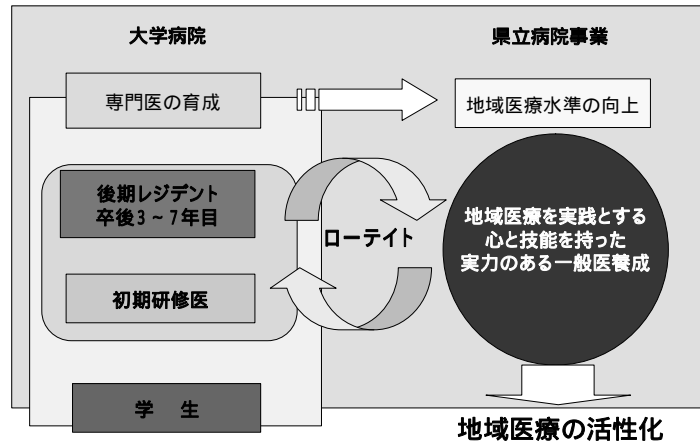 大学病院
県立病院事業
専門医の育成
地域医療水準の向上
後期レジデント
卒後3～7年目
ローテイト
地域医療を実践とする
心と技能を持った
実力のある一般医養成
初期研修医
学　生
地域医療の活性化